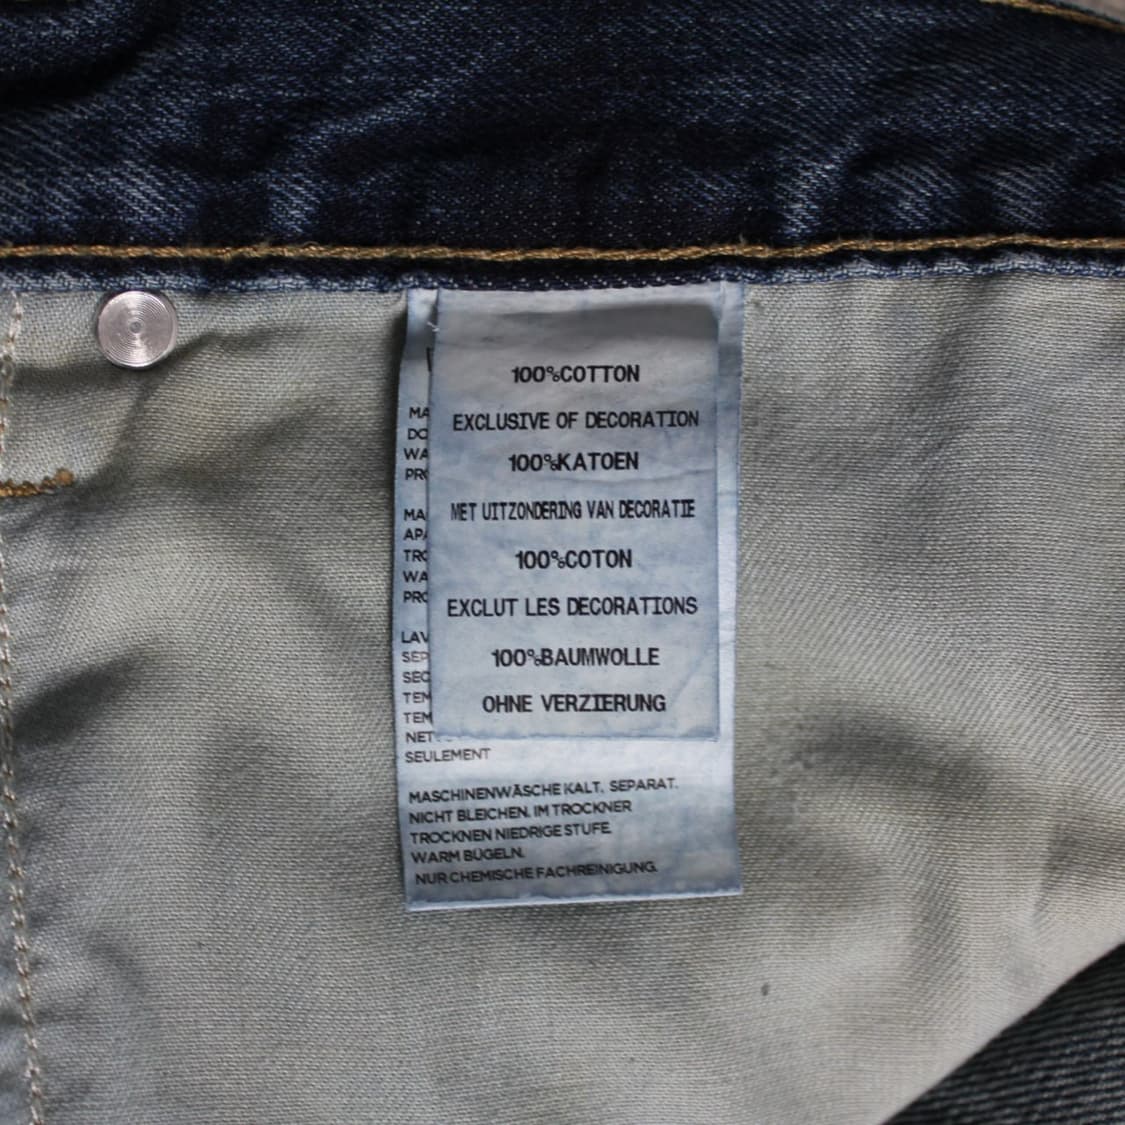 100%COTTON
EXCLUSIVE OF DECORATION
100%KATOEN
MET UITZONDERING VAN DECORATIE
100%COTON
EXCLUT LES DECORATIONS
100%BAUMWOLLE
OHNE VERZIERUNG
SEULEMENT
MASCHINENWÄSCHE KALT, SEPARAT.
NICHT BLEICHEN. IM TROCKNER
TROCKNEN NIEDRIGE STUFE.
WARM BÜGELN.
NUR CHEMISCHE FACHREINIGUNG.